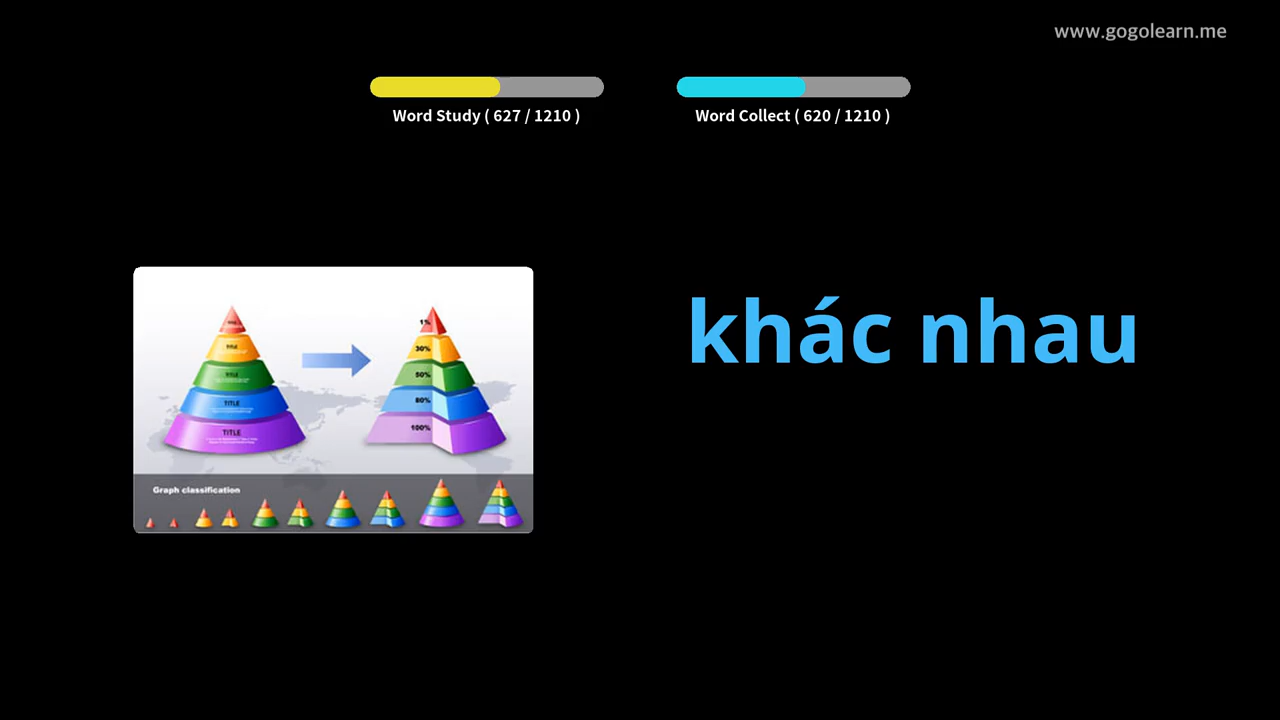 www.gogolearn.me
Word Study ( 627 / 1210 )
Word Collect ( 620 / 1210 )
khác nhau
TITLE
TITLE
TITLE
TITLE
1%
30%
50%
80%
100%
Graph classification